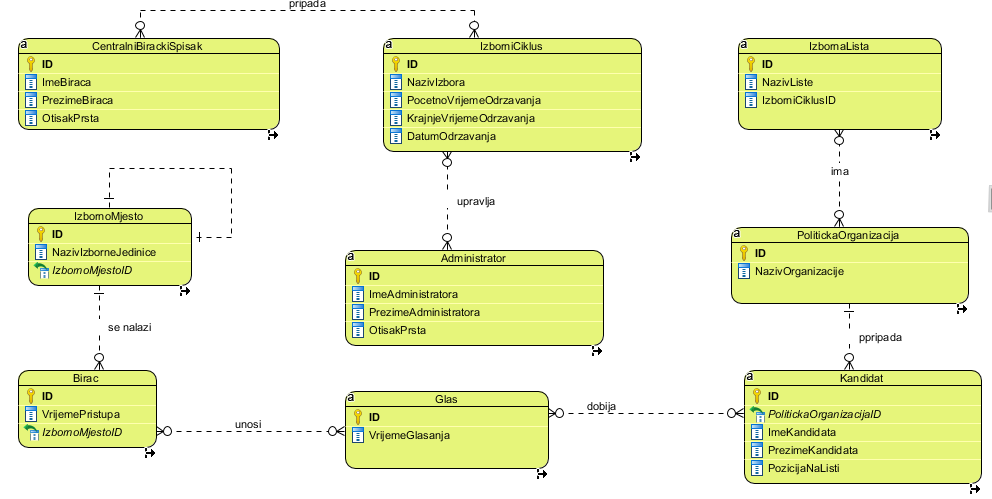 pripada
a
CentralniBirackiSpisak
ID
ImeBiraca
PrezimeBiraca
OtisakPrsta
a
IzborniCiklus
ID
NazivIzbora
PocetnoVrijemeOdrzavanja
KrajnjeVrijemeOdrzavanja
DatumOdrzavanja
a
IzbornaLista
ID
NazivListe
IzborniCiklusID
upravlja
ima
IzbornoMjesto
ID
NazivIzborneJedinice
IzbornoMjestoID
a
Administrator
ID
ImeAdministratora
PrezimeAdministratora
OtisakPrsta
a
PolitickaOrganizacija
ID
NazivOrganizacije
se nalazi
ppripada
Birac
ID
VrijemePristupa
IzbornoMjestoID
unosi
a
Glas
ID
VrijemeGlasanja
dobija
a
Kandidat
ID
PolitickaOrganizacijaID
ImeKandidata
PrezimeKandidata
PozicijaNaListi